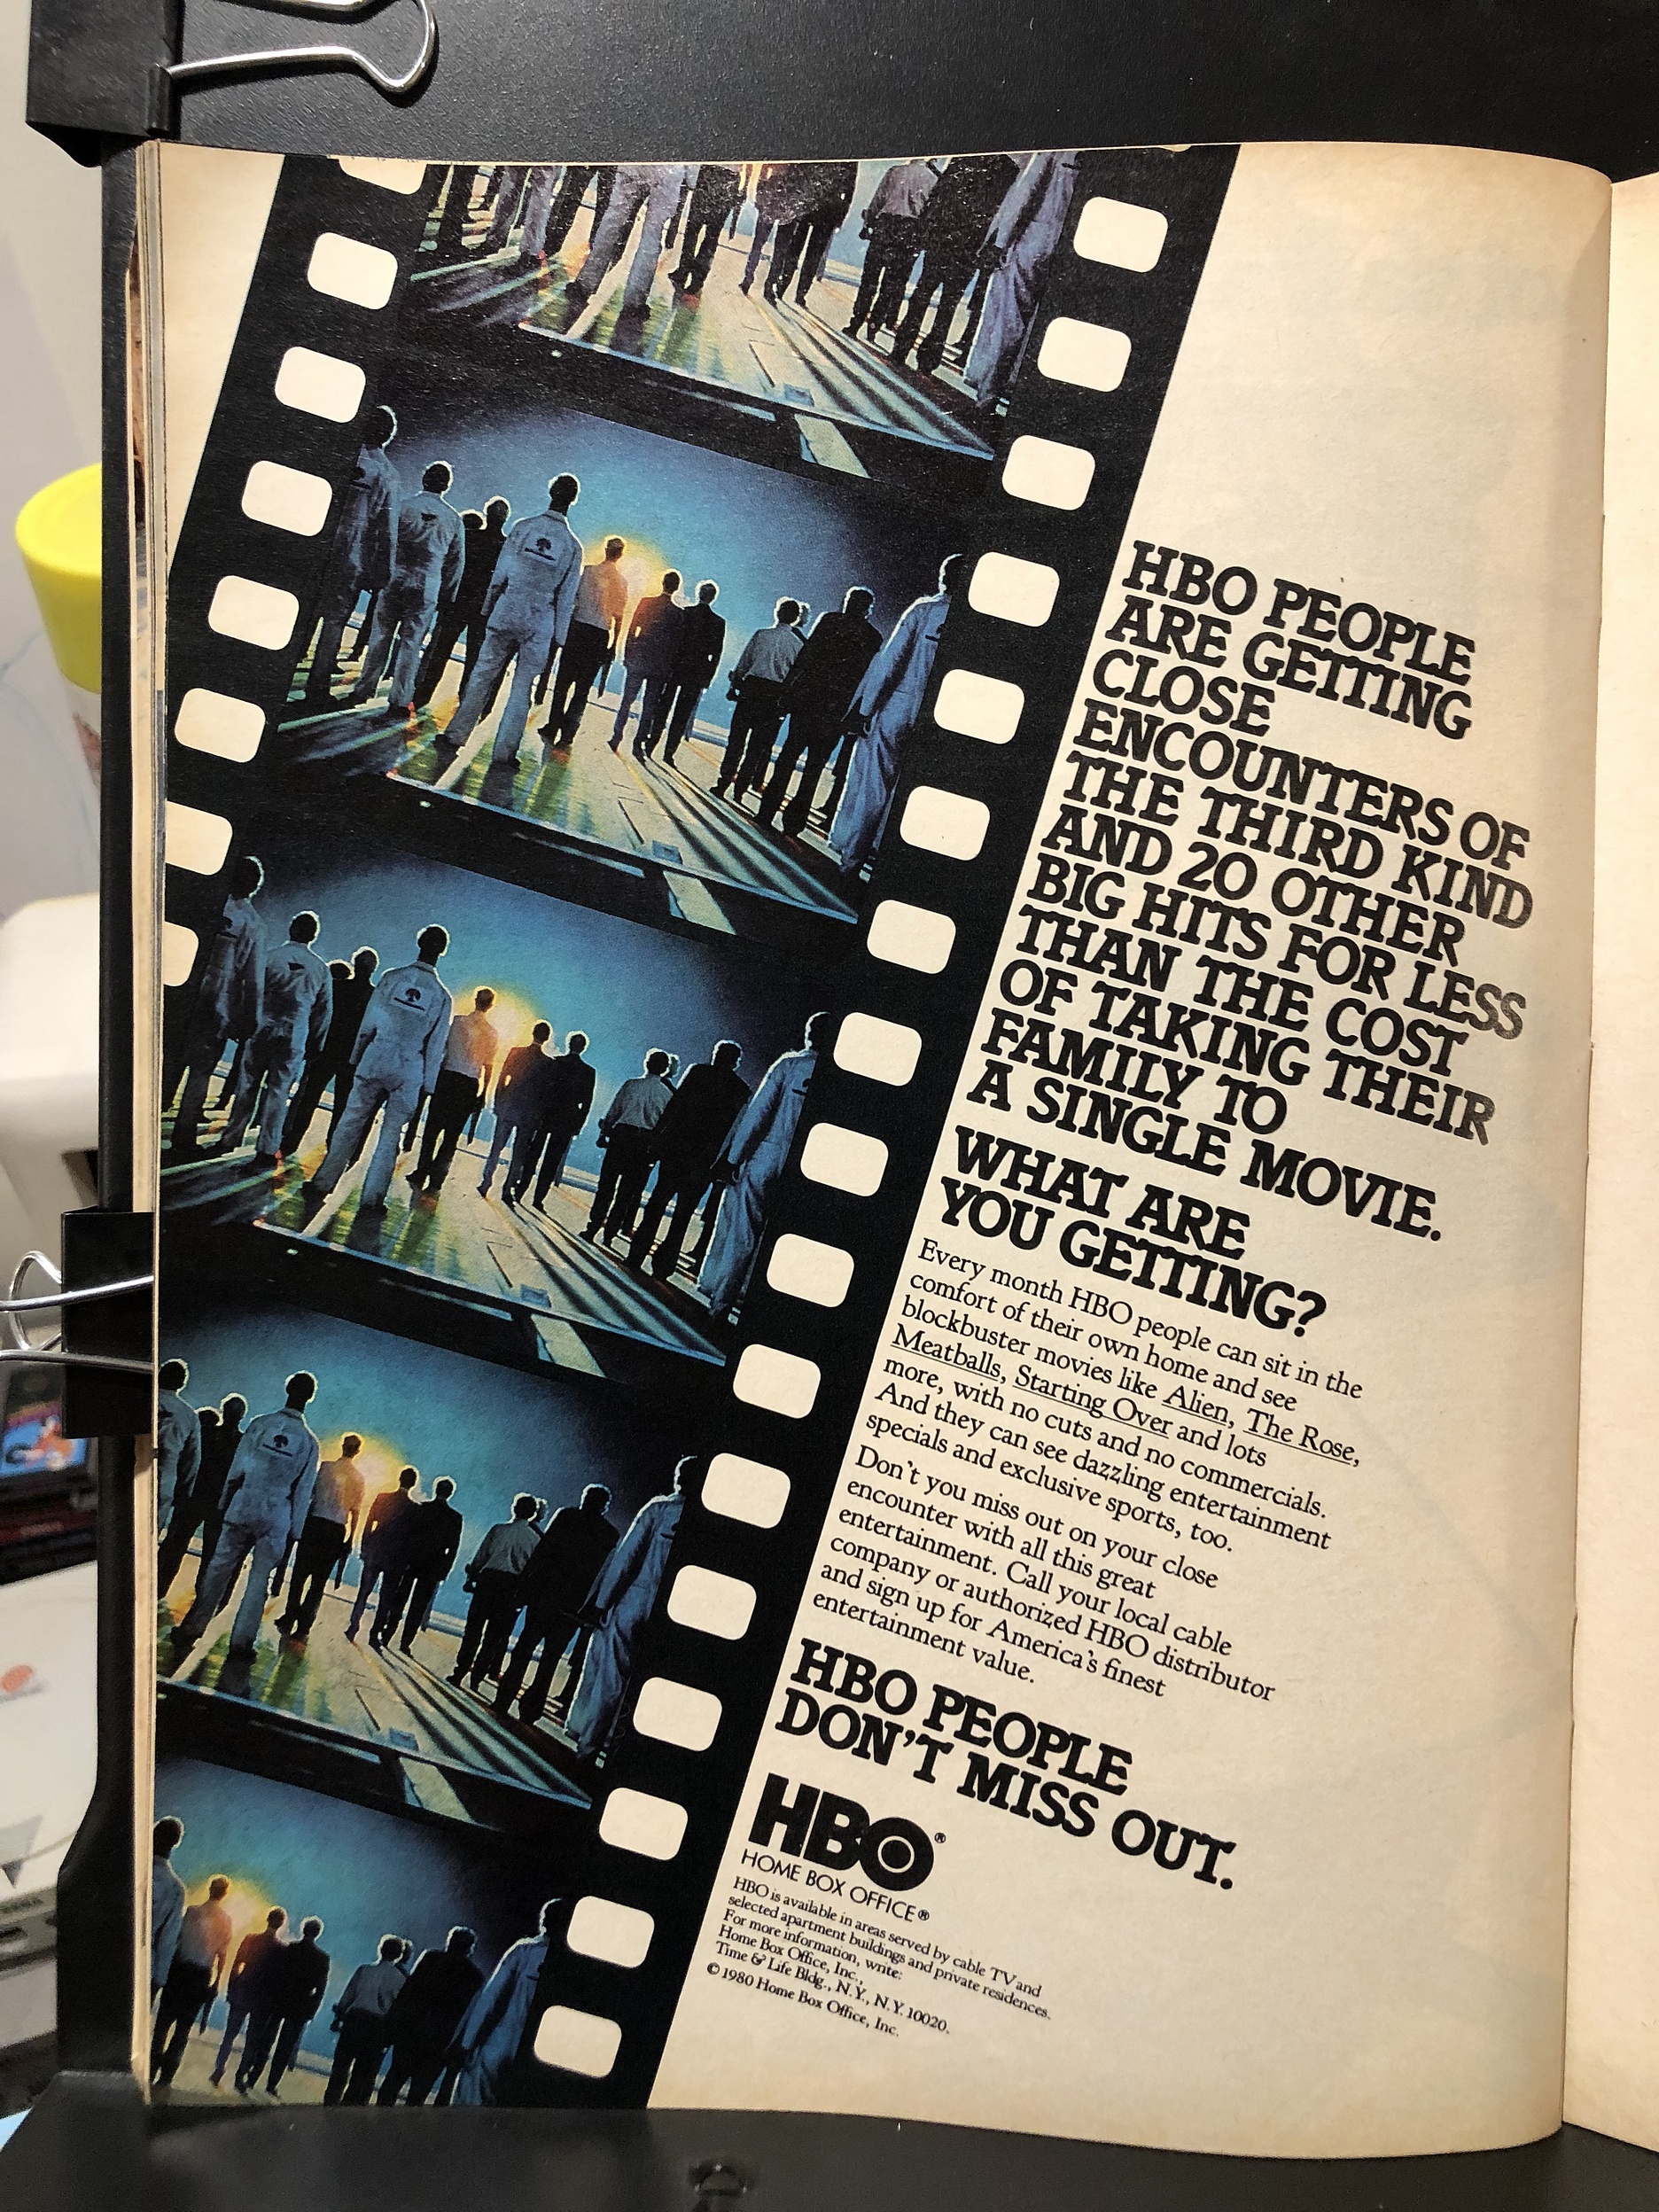 HBO PEOPLE
ARE GETTING
CLOSE
ENCOUNTERS OF
THE THIRD KIND
AND 20 OTHER
BIG HITS FOR LESS
THAN THE COST
OF TAKING THEIR
FAMILY TO
A SINGLE MOVIE.
WHAT ARE
YOU GETTING?
Every month HBO people can sit in the
comfort of their own home and see
blockbuster movies like Alien, The Rose,
Meatballs, Starting Over and lots
more, with no cuts and no commercials.
And they can see dazzling entertainment
specials and exclusive sports, too.
Don't you miss out on your close
encounter with all this great
entertainment. Call your local cable
company or authorized HBO distributor
and sign up for America's finest
entertainment value.
HBO PEOPLE
DON'T MISS OUT.
HBO®
HOME BOX OFFICE®
HBO is available in areas served by cable TV and
selected apartment buildings and private residences.
For more information, write:
Home Box Office, Inc.,
Time & Life Bldg., N.Y., N.Y. 10020.
© 1980 Home Box Office, Inc.